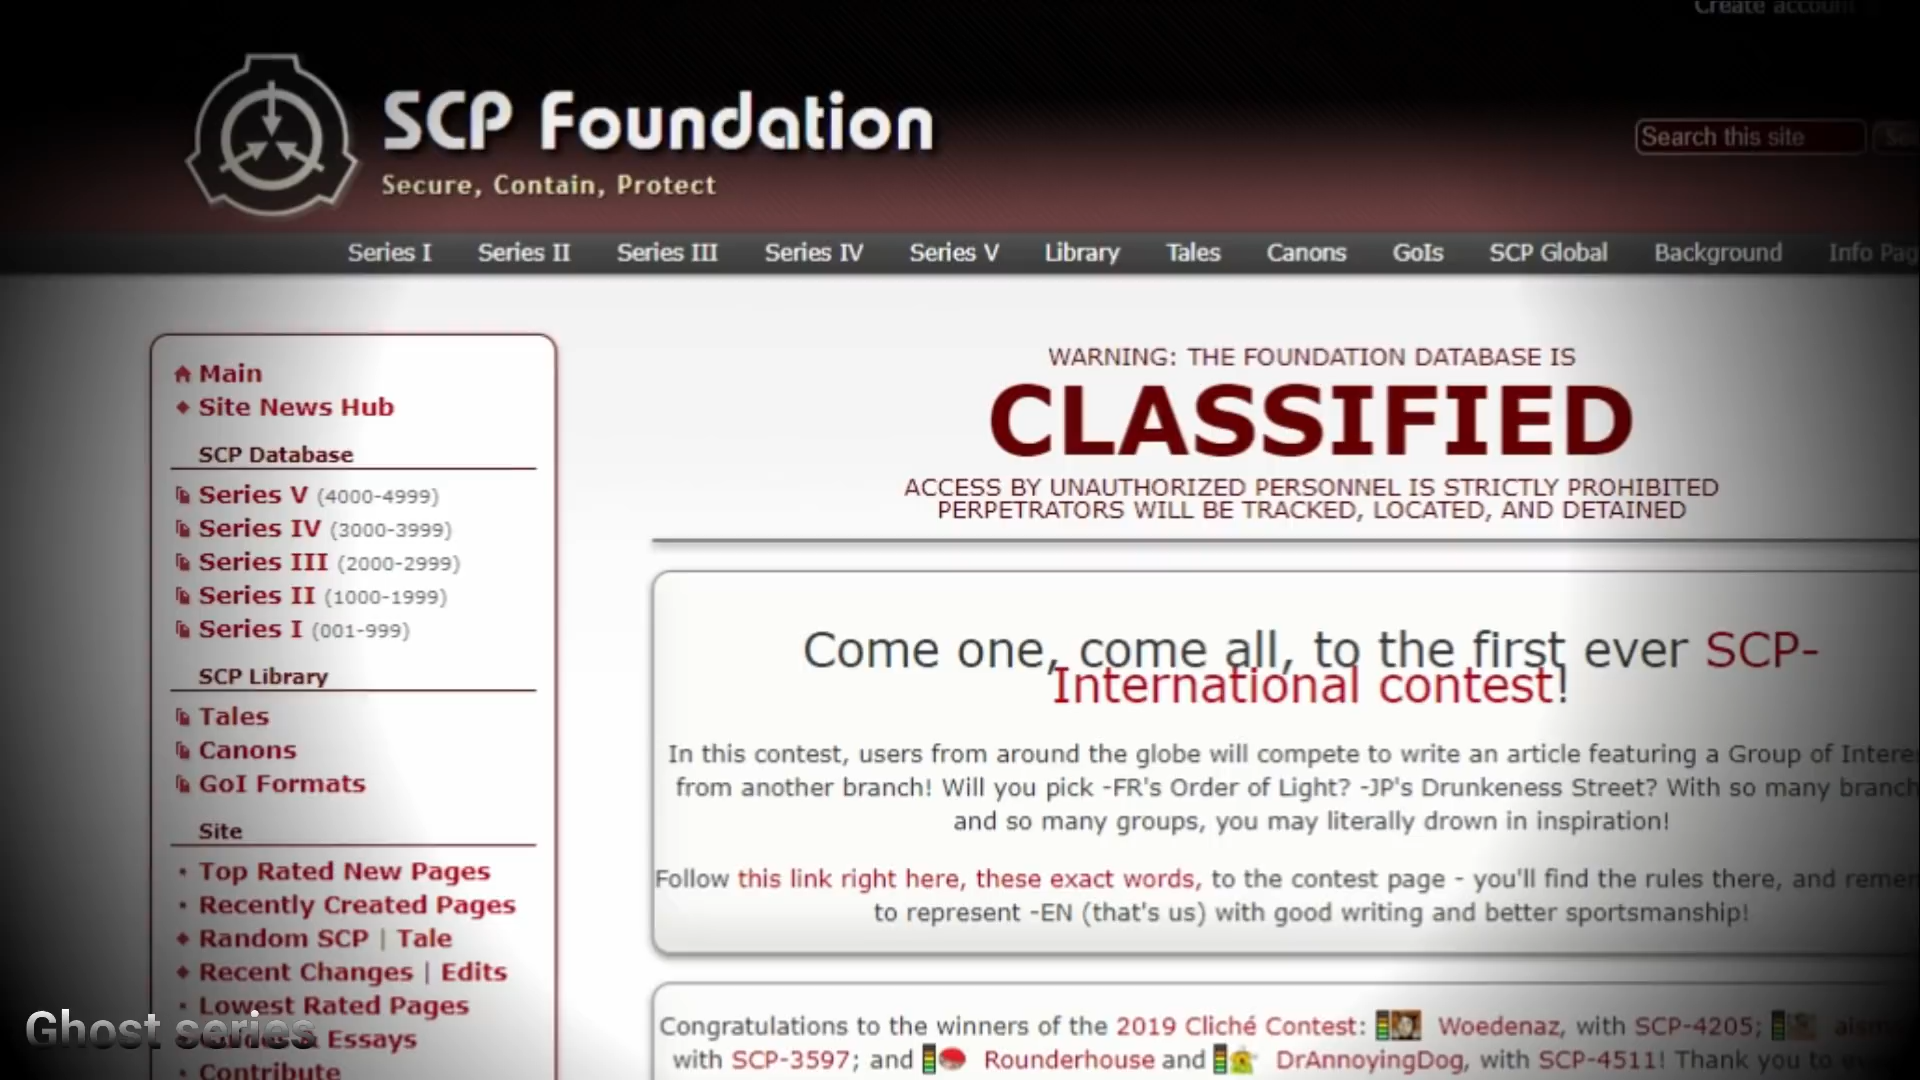 Create account
SCP Foundation
Secure, Contain, Protect
Search this site
Series I Series II Series III Series IV Series V Library Tales Canons GoIs SCP Global Background Info
Main
Site News Hub
SCP Database
Series V (4000-4999)
Series IV (3000-3999)
Series III (2000-2999)
Series II (1000-1999)
Series I (001-999)
SCP Library
Tales
Canons
GoI Formats
Site
Top Rated New Pages
Recently Created Pages
Random SCP | Tale
Recent Changes | Edits
Lowest Rated Pages
Essays
Contribute
WARNING: THE FOUNDATION DATABASE IS
CLASSIFIED
ACCESS BY UNAUTHORIZED PERSONNEL IS STRICTLY PROHIBITED
PERPETRATORS WILL BE TRACKED, LOCATED, AND DETAINED
Come one, come all, to the first ever SCP-
International contest!
In this contest, users from around the globe will compete to write an article featuring a Group of
from another branch! Will you pick -FR's Order of Light? -JP's Drunkeness Street? With so many
and so many groups, you may literally drown in inspiration!
Follow this link right here, these exact words, to the contest page - you'll find the rules there, and
to represent -EN (that's us) with good writing and better sportsmanship!
Congratulations to the winners of the 2019 Cliché Contest: Woedenaz, with SCP-4205;
with SCP-3597; and Rounderhouse and DrAnnoyingDog, with SCP-4511! Thank you to
Ghost series